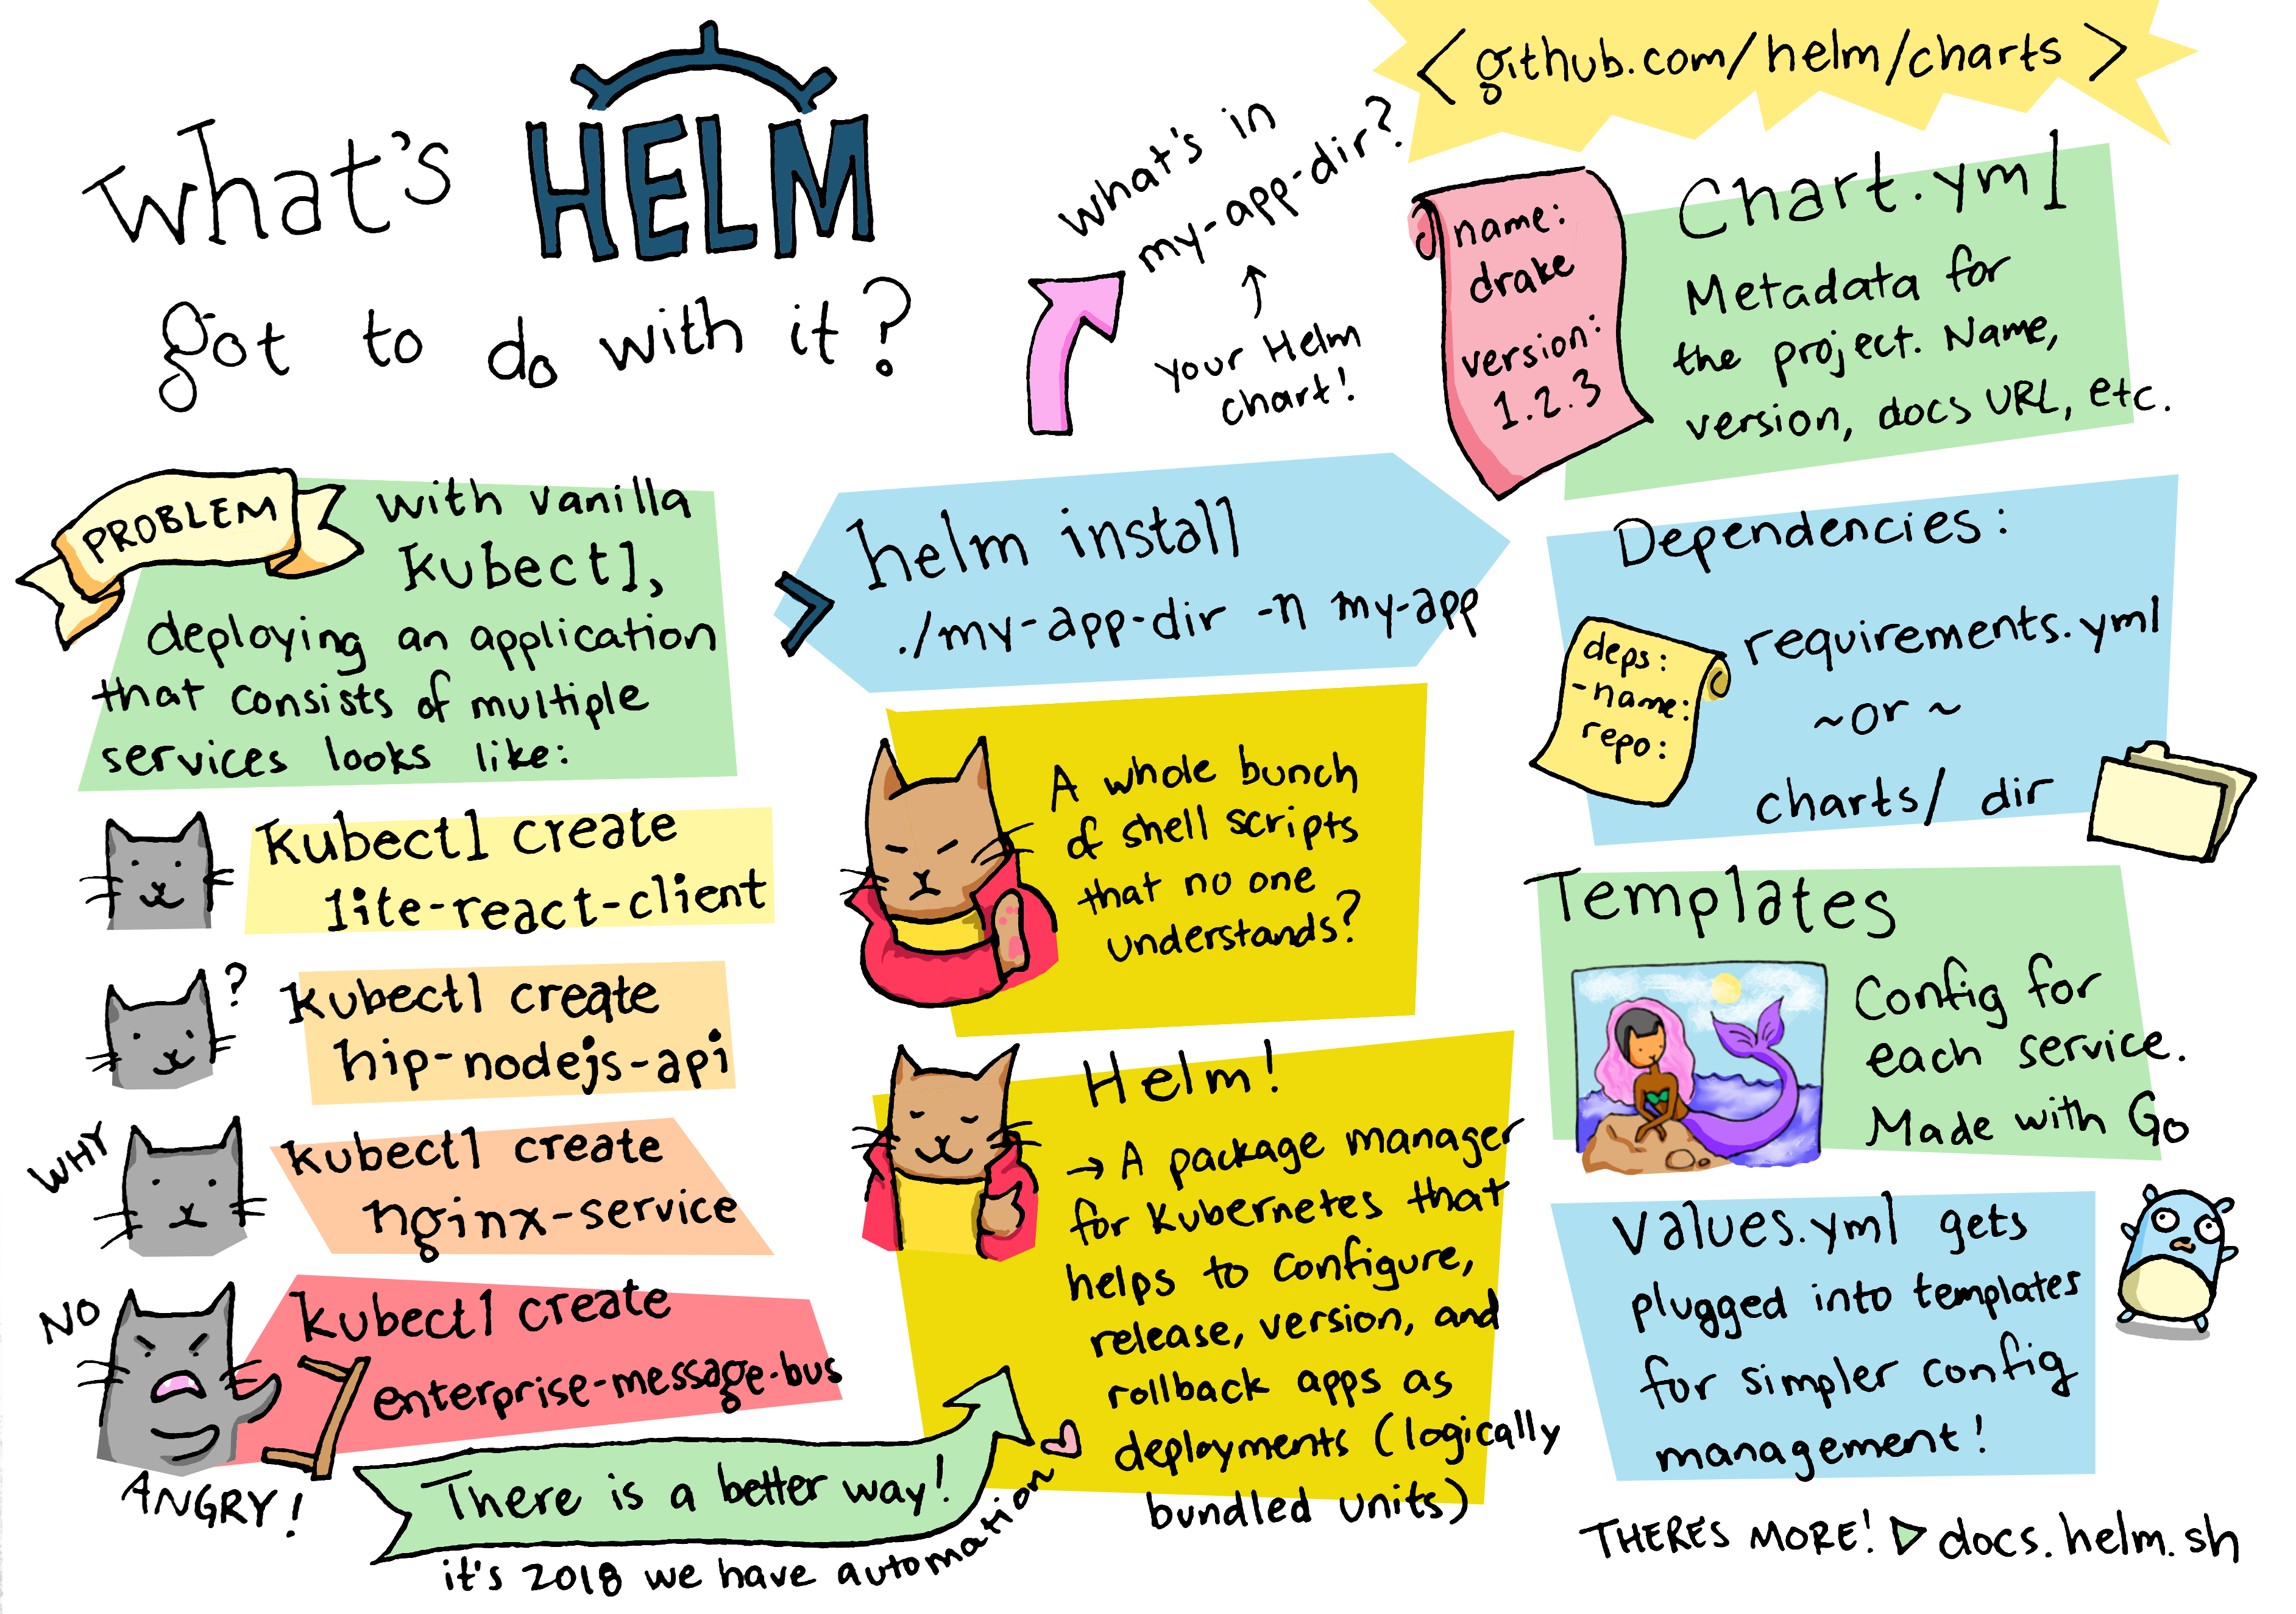 What's HELM
got to do with it?
PROBLEM
with vanilla
kubectl,
deploying an application
that consists of multiple
services looks like:
kubectl create
lite-react-client
?
kubectl create
hip-nodejs-api
WHY
kubectl create
nginx-service
NO
kubectl create
enterprise-message-bus
ANGRY!
There is a better way!
it's 2018 we have automation
what's in
my-app-dir?
your Helm
chart!
> helm install
./my-app-dir -n my-app
A whole bunch
of shell scripts
that no one
understands?
Helm!
→ A package manager
for Kubernetes that
helps to configure,
release, version, and
rollback apps as
deployments (logically
bundled units)
< github.com/helm/charts >
name:
drake
version:
1.2.3
Chart.yml
Metadata for
the project. Name,
version, docs URL, etc.
Dependencies:
deps:
-name:
repo:
requirements.yml
~or~
charts/ dir
Templates
Config for
each service.
Made with Go
Values.yml gets
plugged into templates
for simpler config
management!
THERE'S MORE! ▷ docs.helm.sh